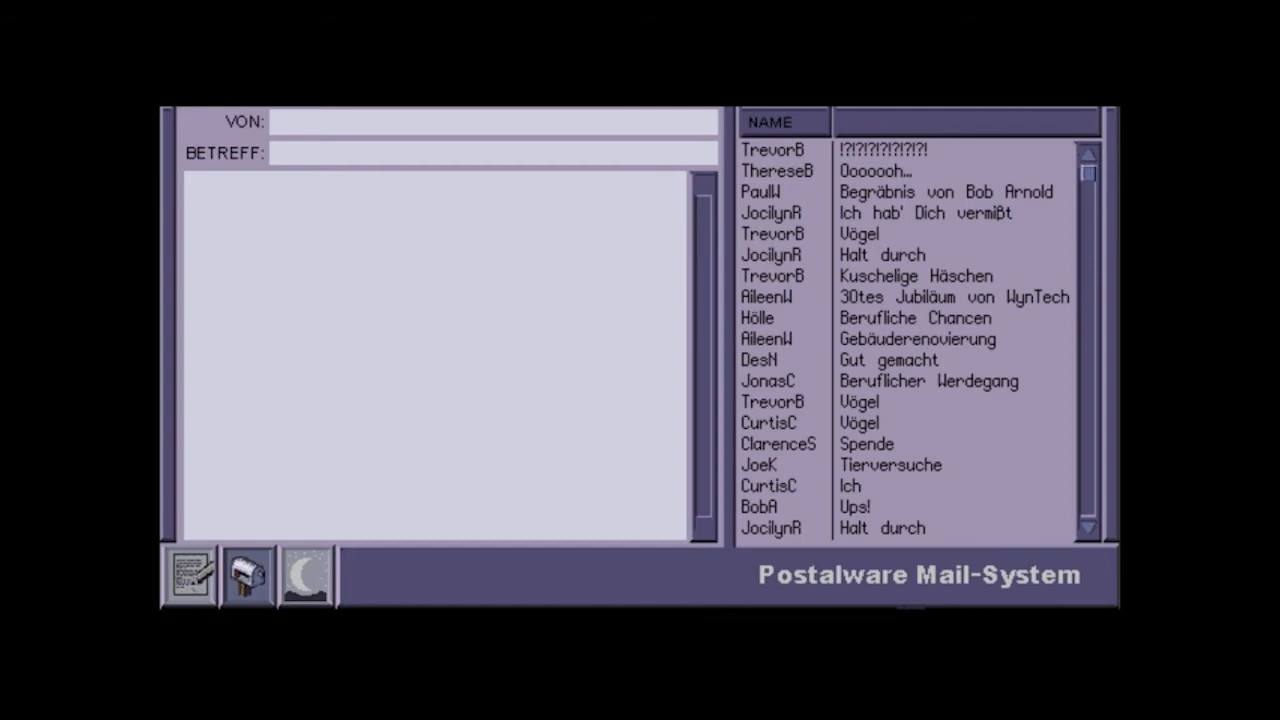 VON:
BETREFF:
NAME
TrevorB !?!?!?!?!?!?!?!
ThereseB Ooooooh...
PaulW Begräbnis von Bob Arnold
JocilynR Ich hab' Dich vermißt
TrevorB Vögel
JocilynR Halt durch
TrevorB Kuschelige Häschen
AileenW 30tes Jubiläum von WynTech
Hölle Berufliche Chancen
AileenW Gebäuderenovierung
DesN Gut gemacht
JonasC Beruflicher Werdegang
TrevorB Vögel
CurtisC Vögel
ClarenceS Spende
JoeK Tierversuche
CurtisC Ich
BobA Ups!
JocilynR Halt durch
Postalware Mail-System